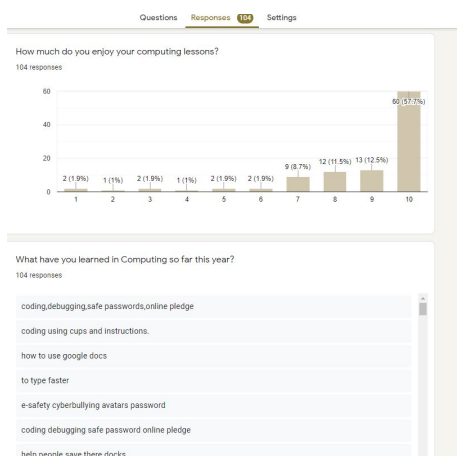 Questions Responses 104 Settings
How much do you enjoy your computing lessons?
104 responses
60
40
20
0
2 (1.9%) 1 (1%) 2 (1.9%) 1 (1%) 2 (1.9%) 2 (1.9%) 9 (8.7%) 12 (11.5%) 13 (12.5%) 60 (57.7%)
1 2 3 4 5 6 7 8 9 10
What have you learned in Computing so far this year?
104 responses
coding,debugging,safe passwords,online pledge
coding using cups and instructions.
how to use google docs
to type faster
e-safety cyberbullying avatars password
coding debugging safe password online pledge
help people save there docks